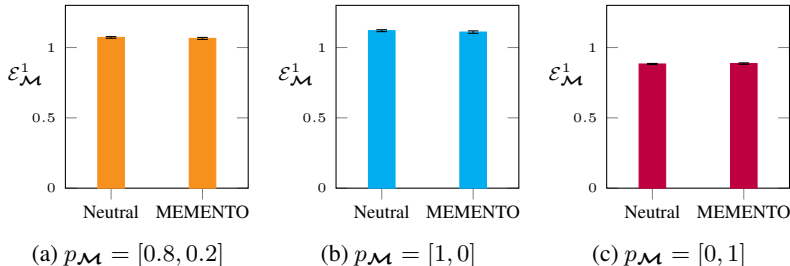 1
0.5
0
ℰ¹_𝓜
Neutral MEMENTO
(a) p_𝓜 = [0.8, 0.2]
1
0.5
0
ℰ¹_𝓜
Neutral MEMENTO
(b) p_𝓜 = [1, 0]
1
0.5
0
ℰ¹_𝓜
Neutral MEMENTO
(c) p_𝓜 = [0, 1]